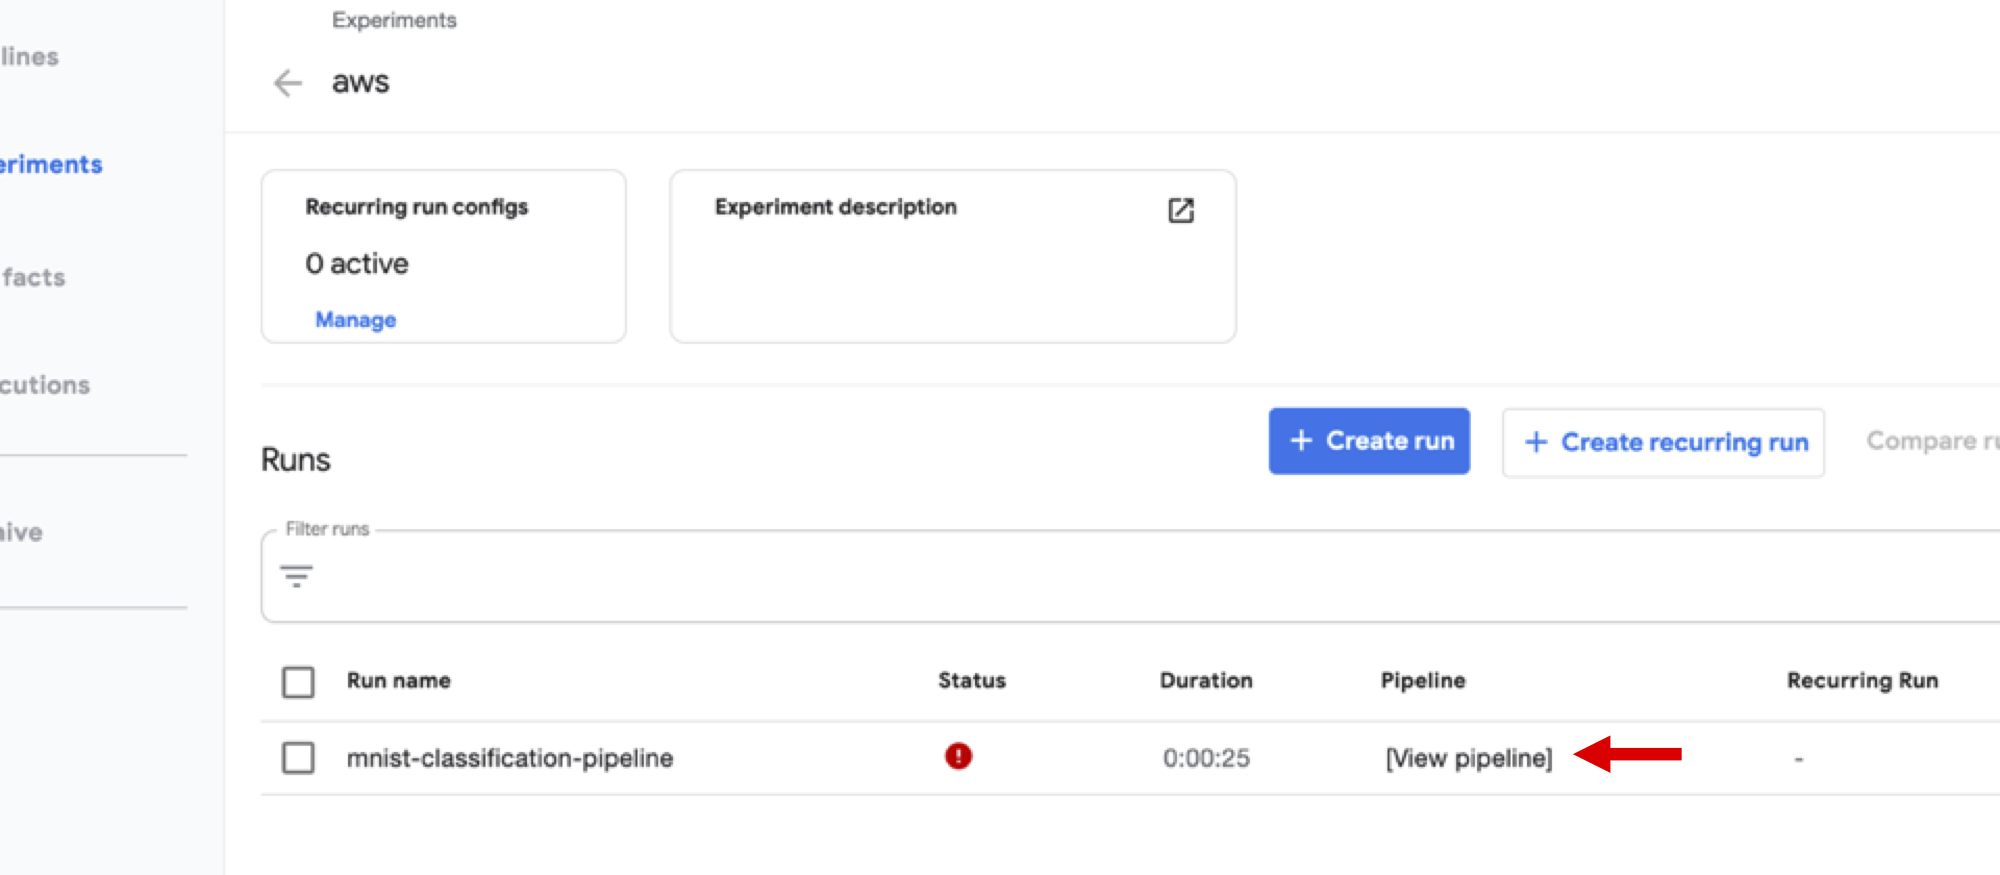 Experiments
aws
lines
eriments
facts
cutions
ive
Recurring run configs
0 active
Manage
Experiment description
Runs
+ Create run
+ Create recurring run
Compare ru
Filter runs
Run name Status Duration Pipeline Recurring Run
mnist-classification-pipeline 0:00:25 [View pipeline] -